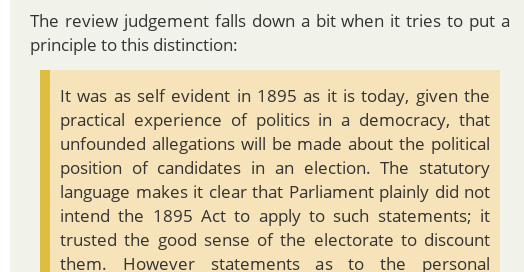 The review judgement falls down a bit when it tries to put a
principle to this distinction:
It was as self evident in 1895 as it is today, given the
practical experience of politics in a democracy, that
unfounded allegations will be made about the political
position of candidates in an election. The statutory
language makes it clear that Parliament plainly did not
intend the 1895 Act to apply to such statements; it
trusted the good sense of the electorate to discount
them. However statements as to the personal